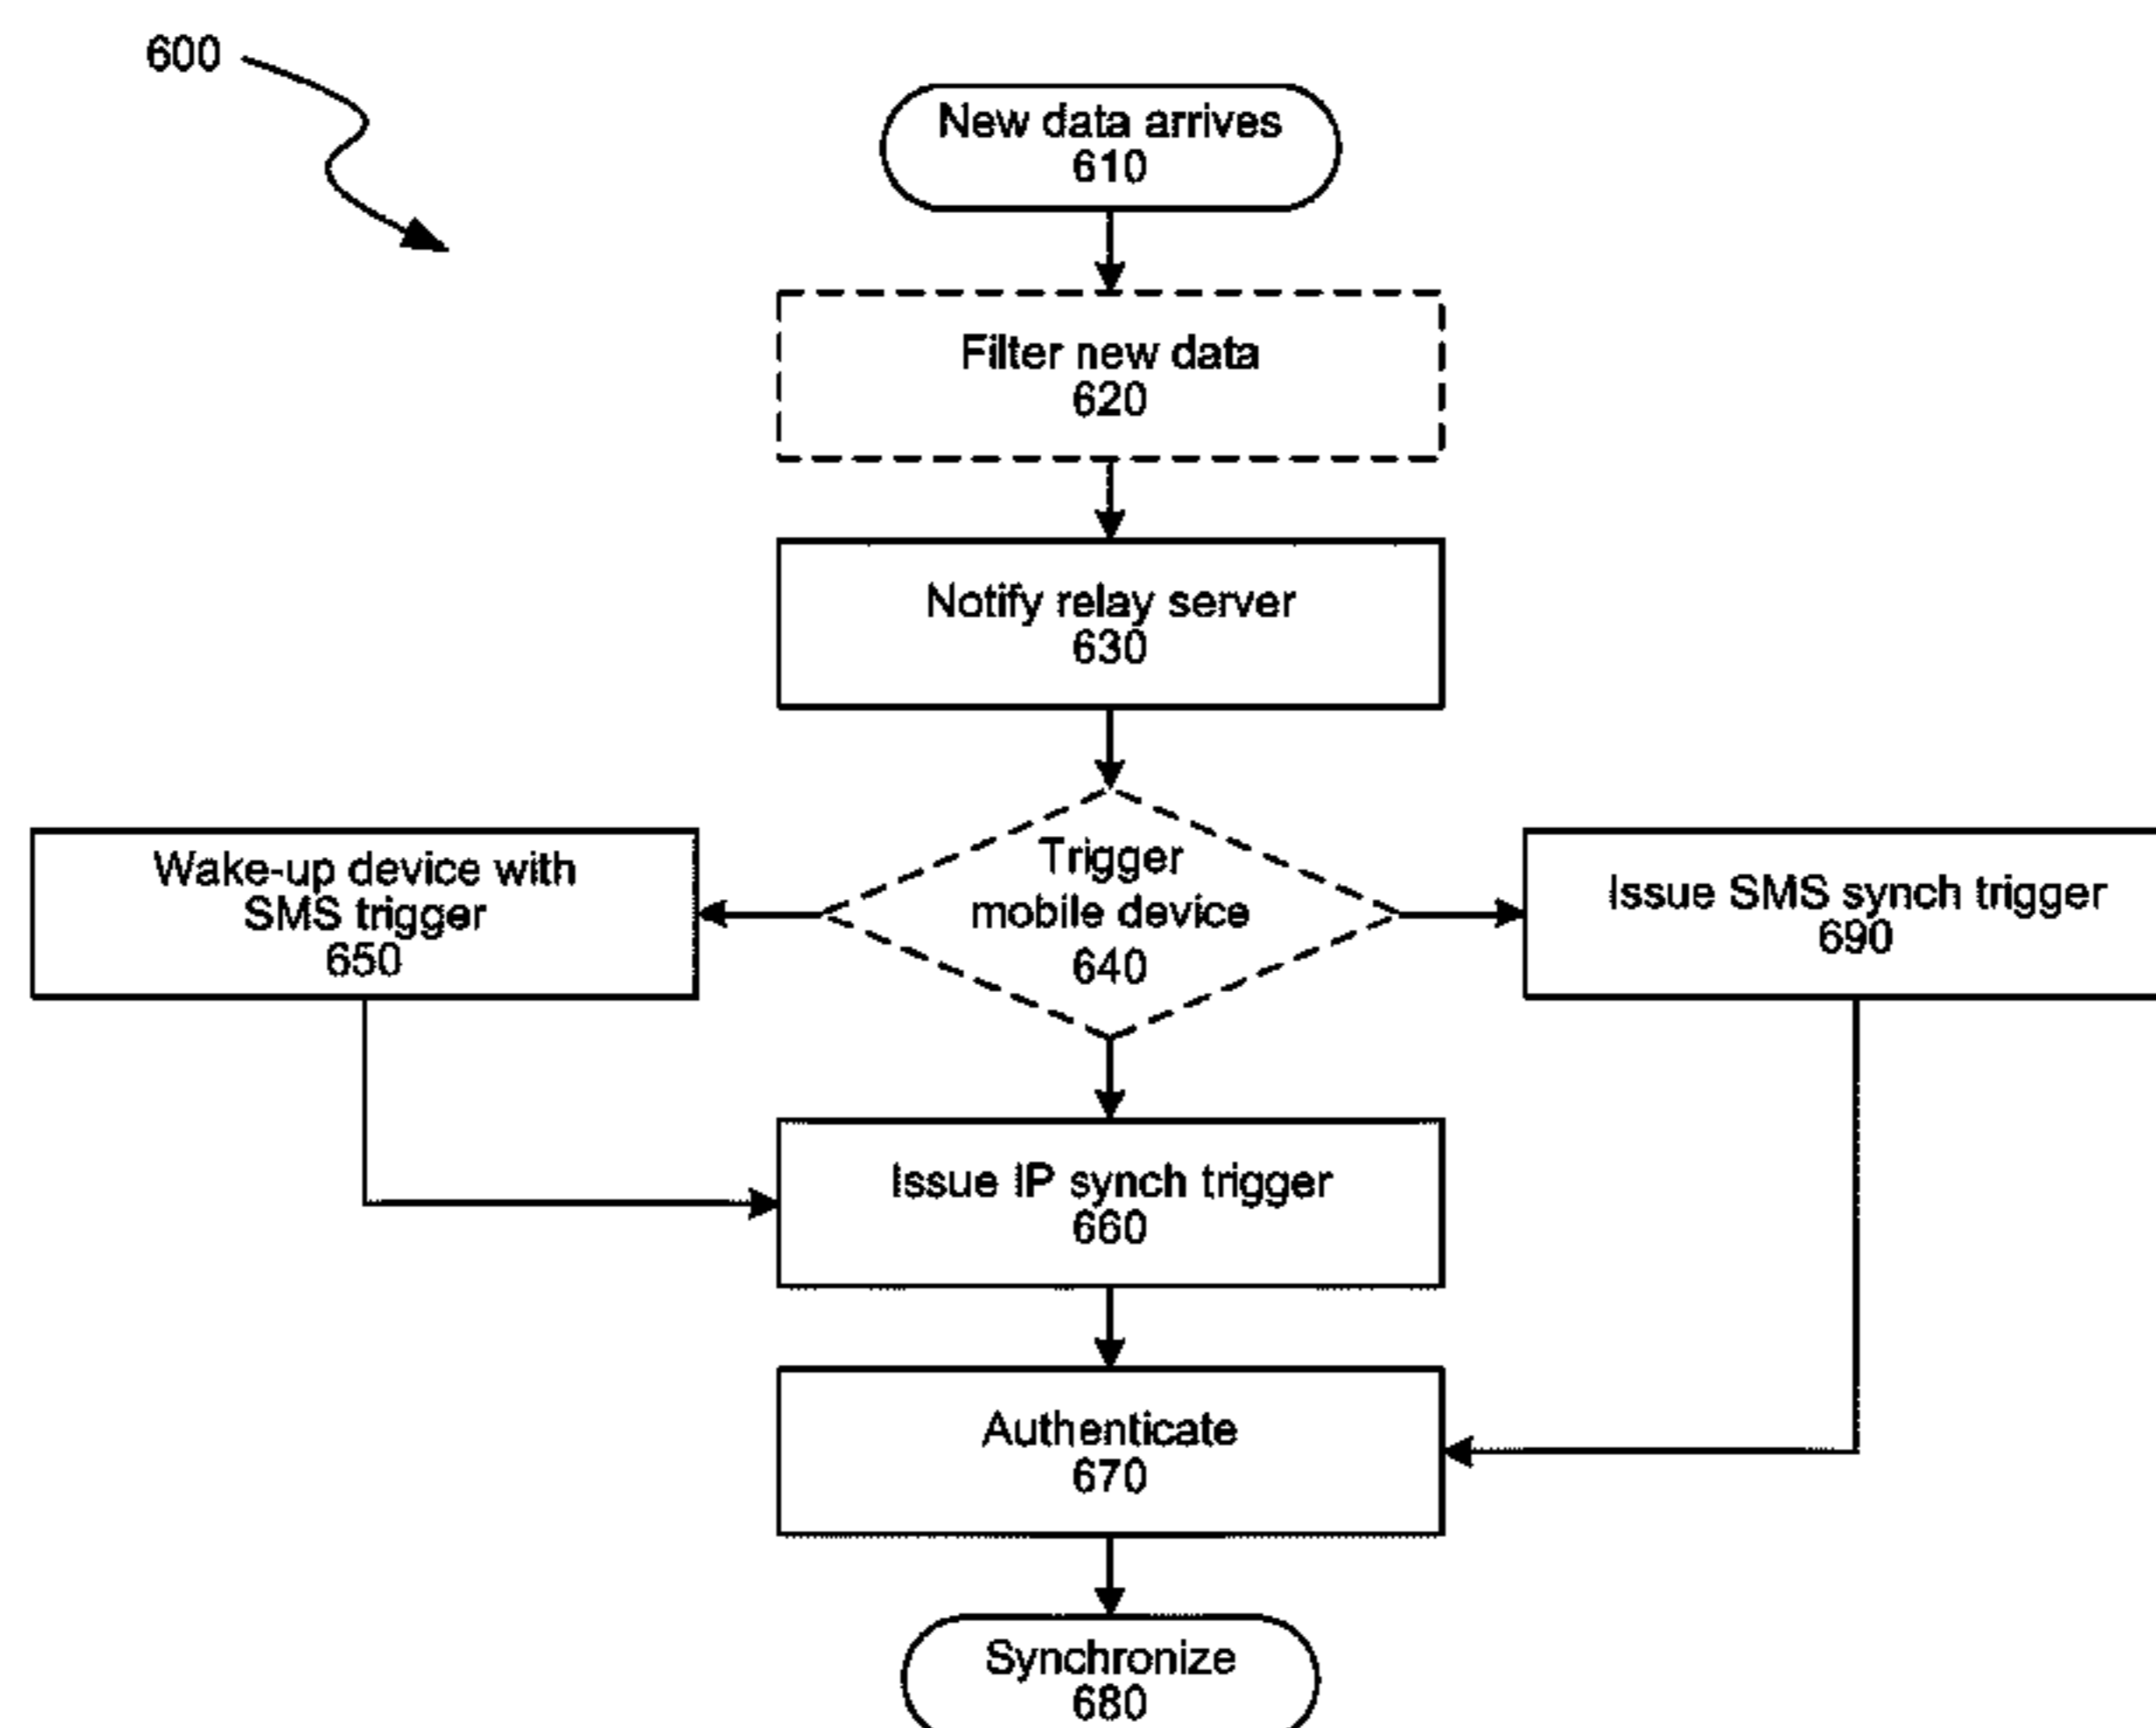 600
New data arrives
610
Filter new data
620
Notify relay server
630
Wake-up device with
SMS trigger
650
Trigger
mobile device
640
Issue SMS synch trigger
690
Issue IP synch trigger
660
Authenticate
670
Synchronize
680